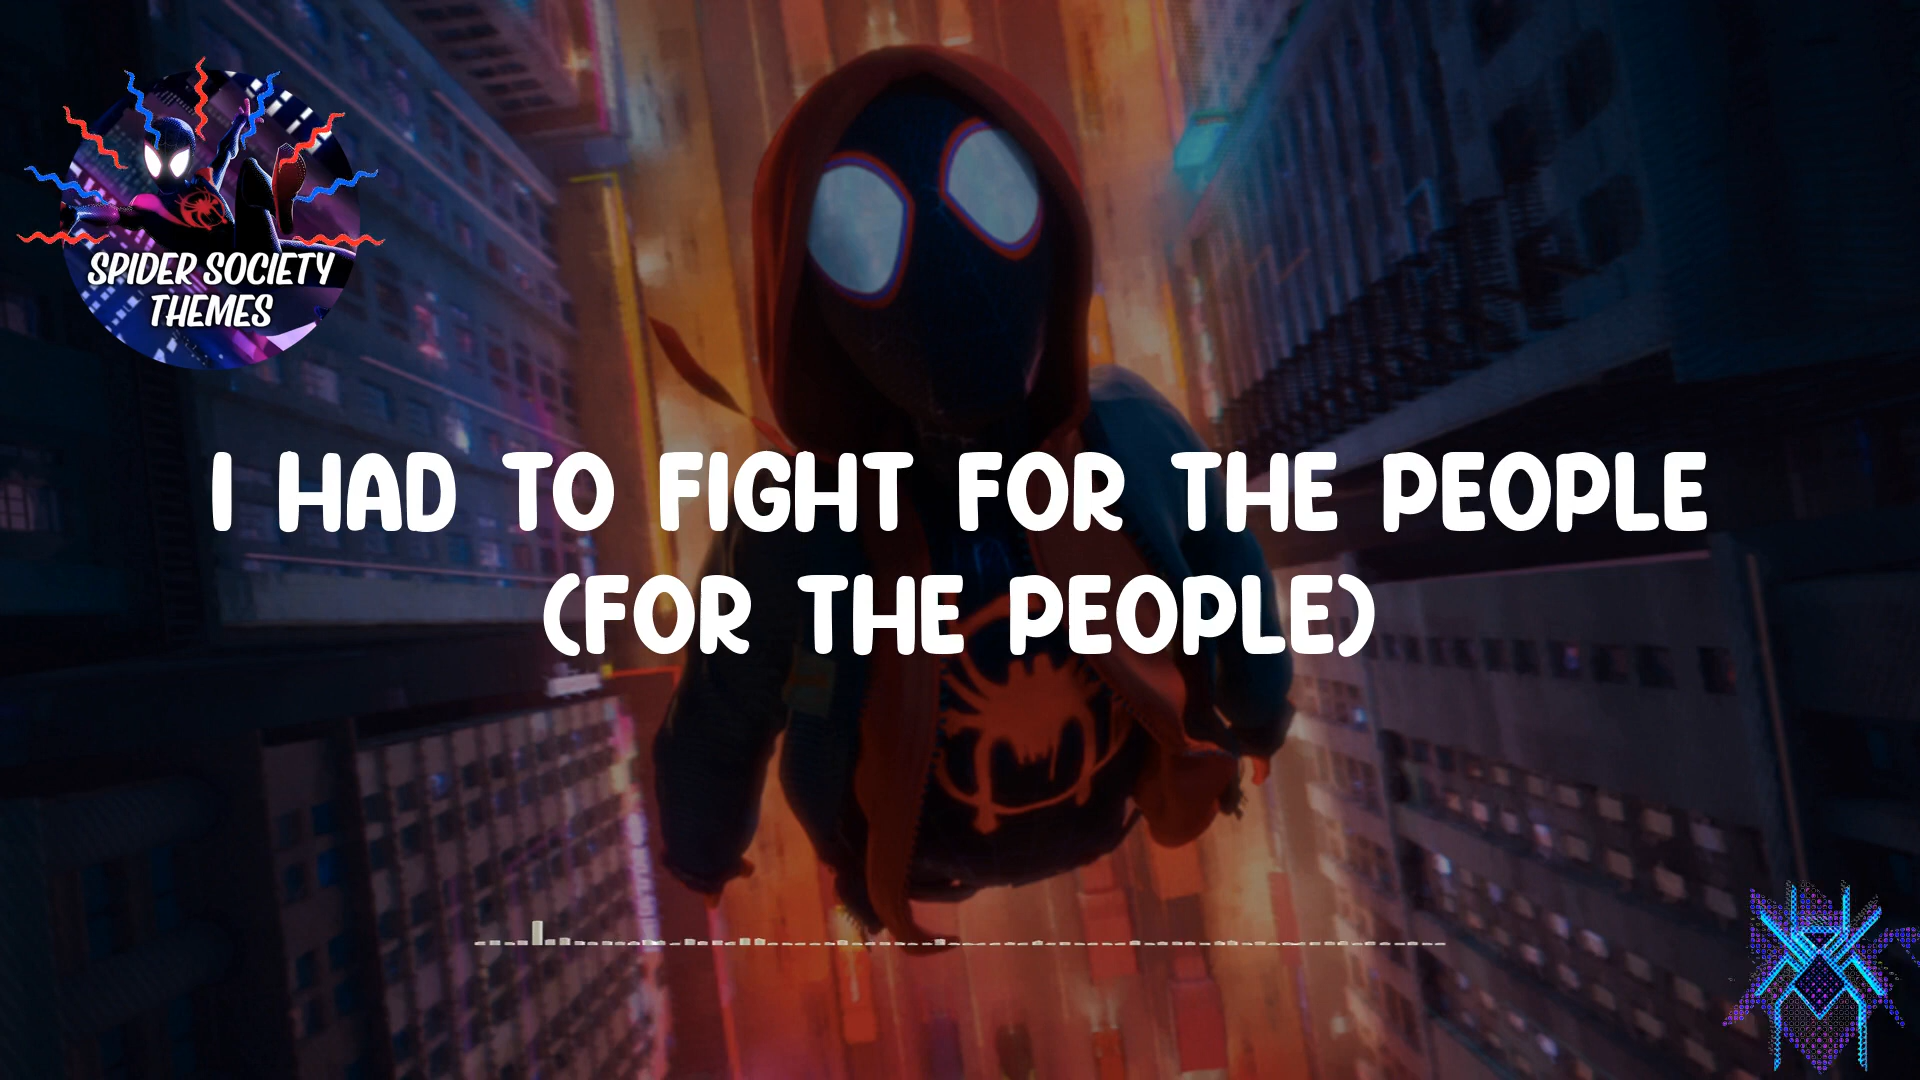 SPIDER SOCIETY
THEMES
I HAD TO FIGHT FOR THE PEOPLE
(FOR THE PEOPLE)